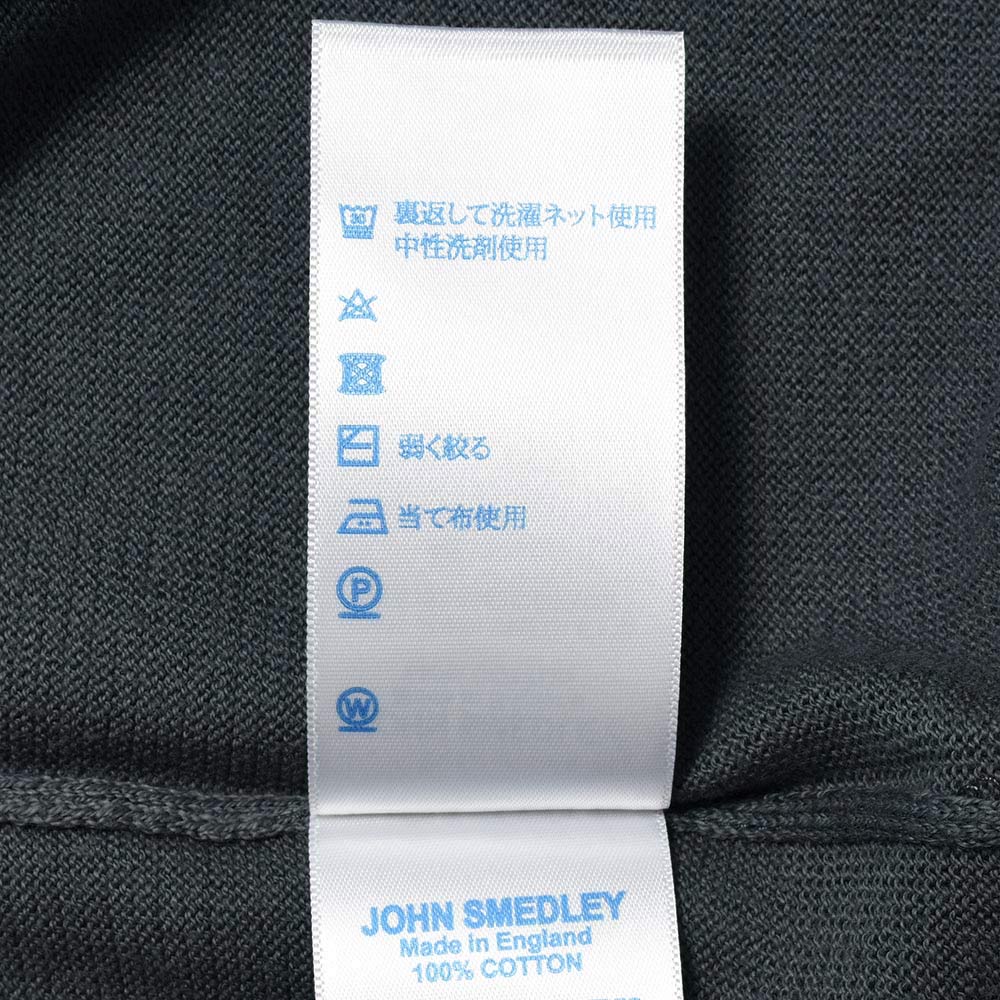 30
裏返して洗濯ネット使用
中性洗剤使用
弱く絞る
当て布使用
P
W
JOHN SMEDLEY
Made in England
100% COTTON